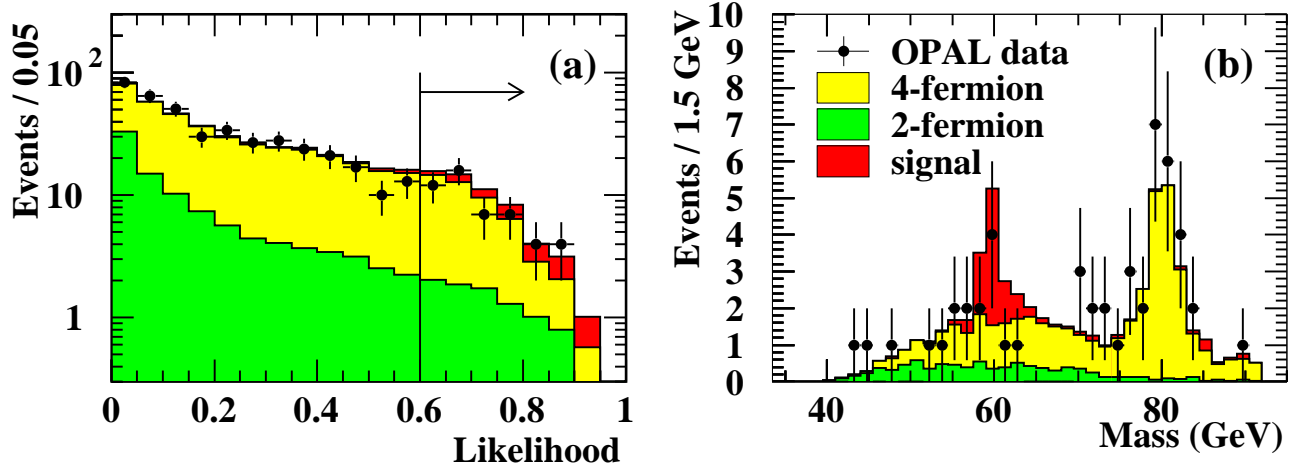 Events / 0.05
10²
10
1
(a)
0 0.2 0.4 0.6 0.8 1
Likelihood
Events / 1.5 GeV
10
9
8
7
6
5
4
3
2
1
0
OPAL data
4-fermion
2-fermion
signal
(b)
40 60 80
Mass (GeV)